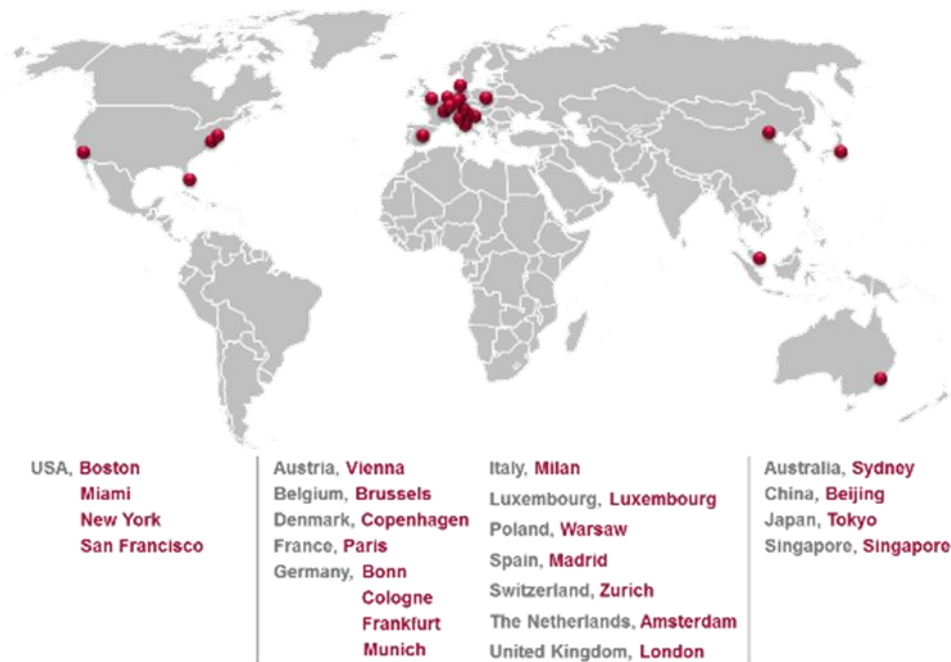 USA, Boston
Miami
New York
San Francisco
Austria, Vienna
Belgium, Brussels
Denmark, Copenhagen
France, Paris
Germany, Bonn
Cologne
Frankfurt
Munich
Italy, Milan
Luxembourg, Luxembourg
Poland, Warsaw
Spain, Madrid
Switzerland, Zurich
The Netherlands, Amsterdam
United Kingdom, London
Australia, Sydney
China, Beijing
Japan, Tokyo
Singapore, Singapore